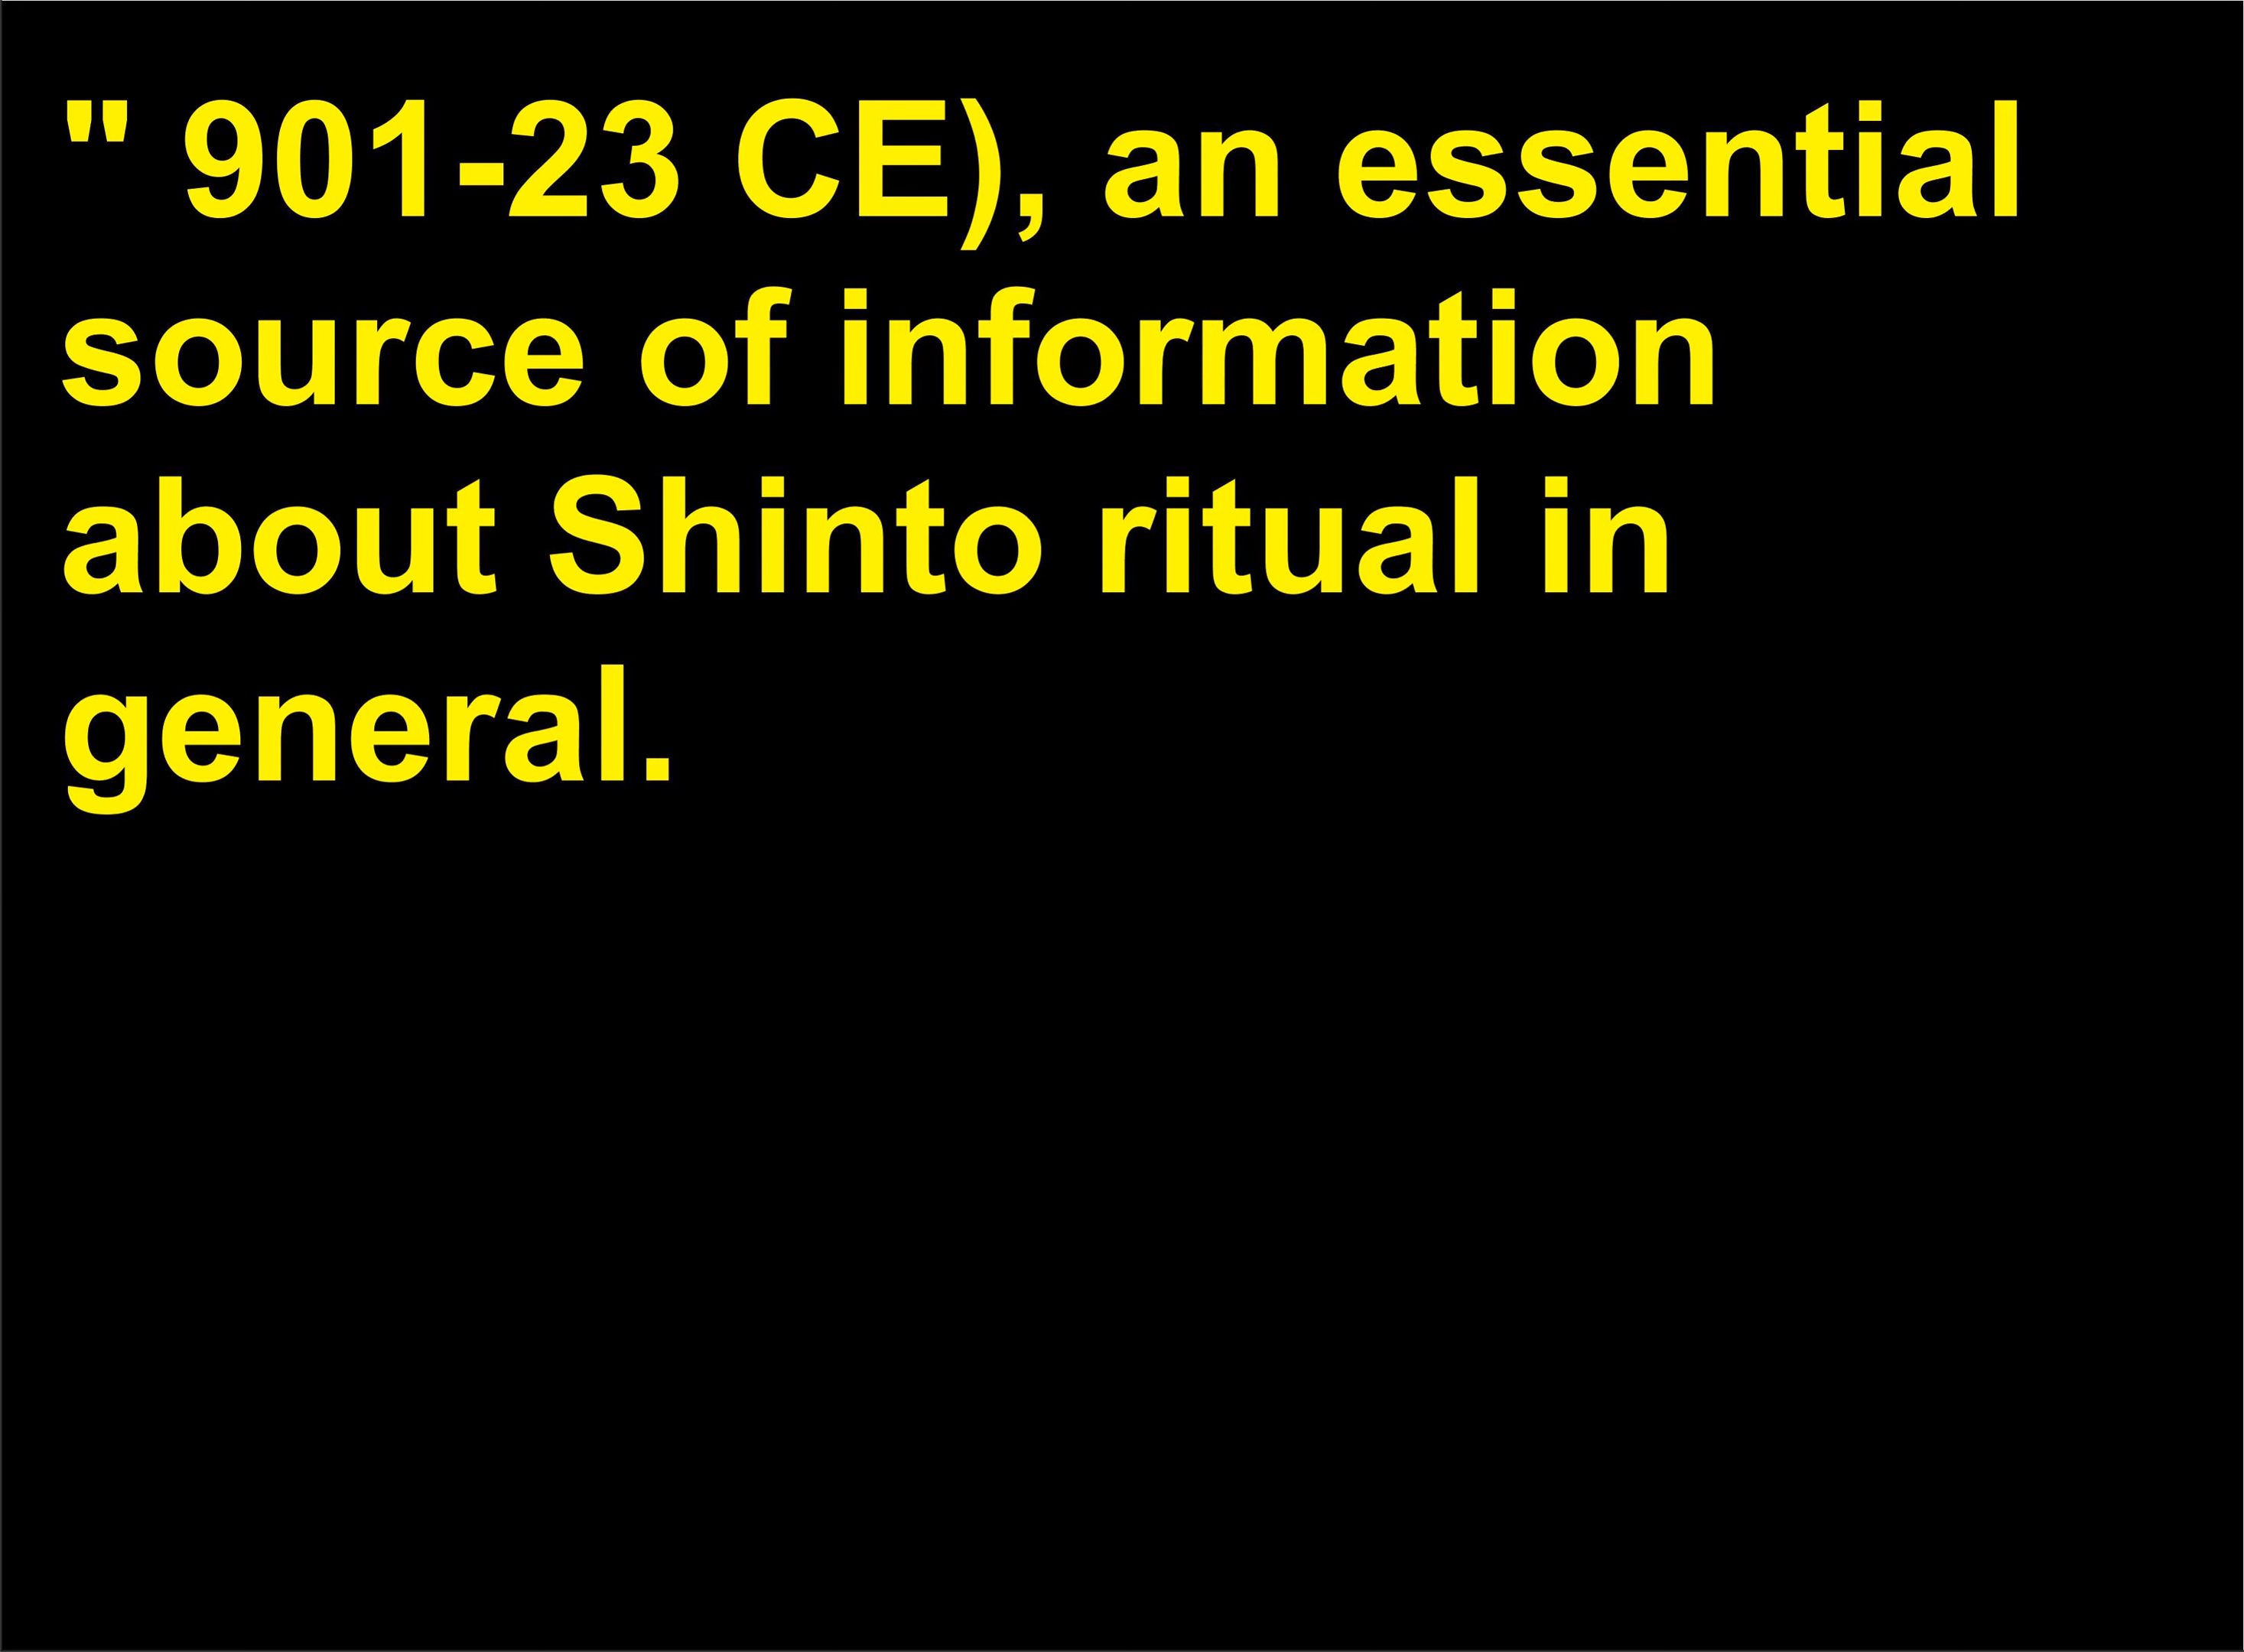 " 901-23 CE), an essential
source of information
about Shinto ritual in
general.